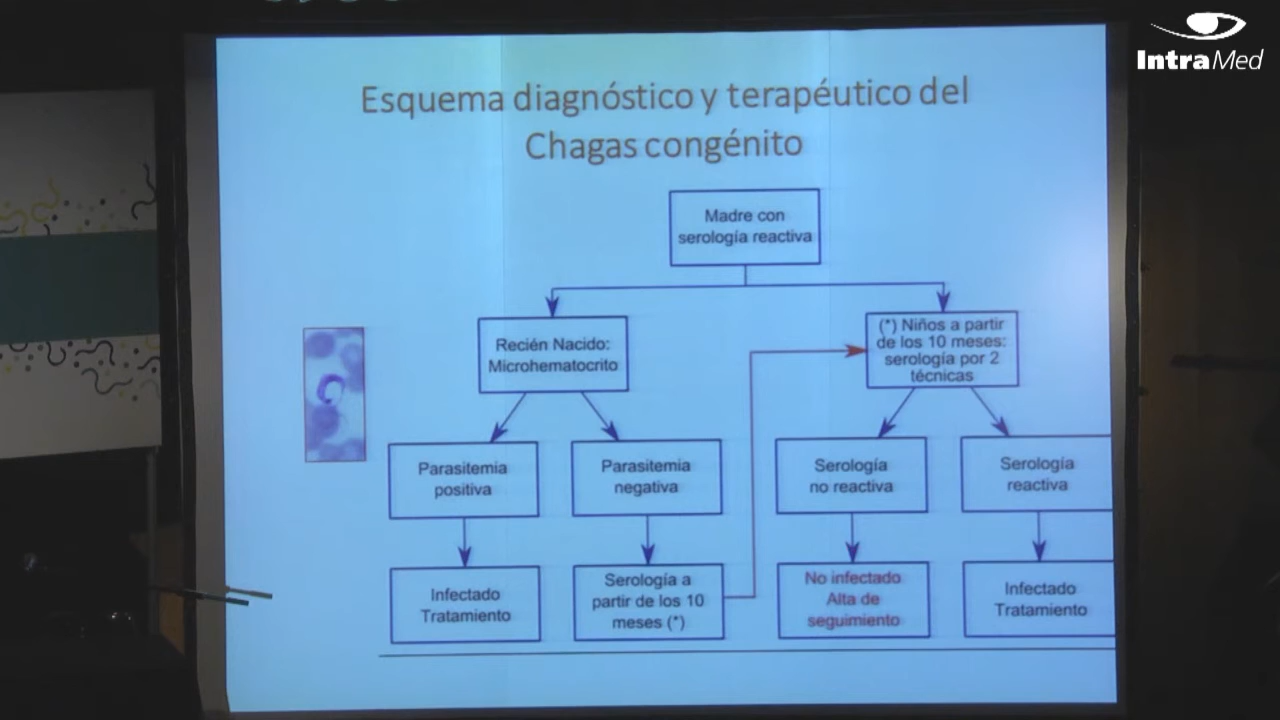 IntraMed
Esquema diagnóstico y terapéutico del
Chagas congénito
Madre con
serología reactiva
Recién Nacido:
Microhematocrito
(*) Niños a partir
de los 10 meses:
serología por 2
técnicas
Parasitemia
positiva
Parasitemia
negativa
Serología
no reactiva
Serología
reactiva
Infectado
Tratamiento
Serología a
partir de los 10
meses (*)
No infectado
Alta de
seguimiento
Infectado
Tratamiento